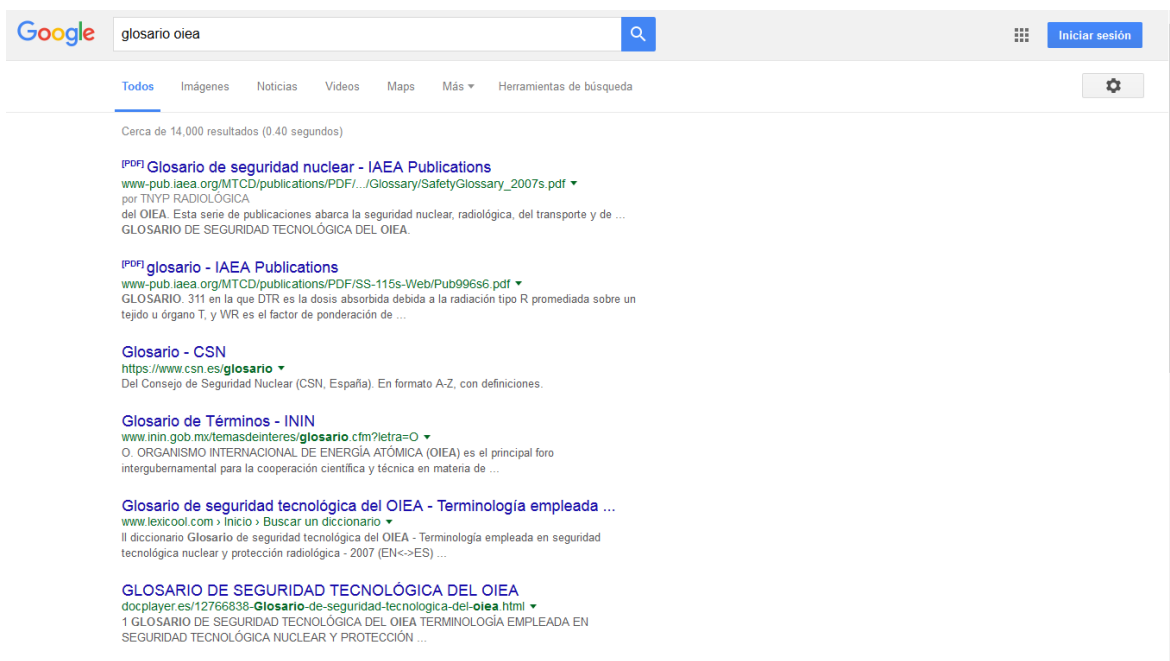 Google
glosario oiea
Iniciar sesión
Todos Imágenes Noticias Videos Maps Más Herramientas de búsqueda
Cerca de 14,000 resultados (0.40 segundos)
[PDF] Glosario de seguridad nuclear - IAEA Publications
www-pub.iaea.org/MTCD/publications/PDF/.../Glossary/SafetyGlossary_2007s.pdf
por TNYP RADIOLÓGICA
del OIEA. Esta serie de publicaciones abarca la seguridad nuclear, radiológica, del transporte y de ...
GLOSARIO DE SEGURIDAD TECNOLÓGICA DEL OIEA.
[PDF] glosario - IAEA Publications
www-pub.iaea.org/MTCD/publications/PDF/SS-115s-Web/Pub996s6.pdf
GLOSARIO. 311 en la que DTR es la dosis absorbida debida a la radiación tipo R promediada sobre un
tejido u órgano T, y WR es el factor de ponderación de ...
Glosario - CSN
https://www.csn.es/glosario
Del Consejo de Seguridad Nuclear (CSN, España). En formato A-Z, con definiciones.
Glosario de Términos - ININ
www.inin.gob.mx/temasdeinteres/glosario.cfm?letra=O
O. ORGANISMO INTERNACIONAL DE ENERGÍA ATÓMICA (OIEA) es el principal foro
intergubernamental para la cooperación científica y técnica en materia de ...
Glosario de seguridad tecnológica del OIEA - Terminología empleada ...
www.lexicool.com › Inicio › Buscar un diccionario
Il diccionario Glosario de seguridad tecnológica del OIEA - Terminología empleada en seguridad
tecnológica nuclear y protección radiológica - 2007 (EN<->ES) ...
GLOSARIO DE SEGURIDAD TECNOLÓGICA DEL OIEA
docplayer.es/12766838-Glosario-de-seguridad-tecnologica-del-oiea.html
1 GLOSARIO DE SEGURIDAD TECNOLÓGICA DEL OIEA TERMINOLOGÍA EMPLEADA EN
SEGURIDAD TECNOLÓGICA NUCLEAR Y PROTECCIÓN ...